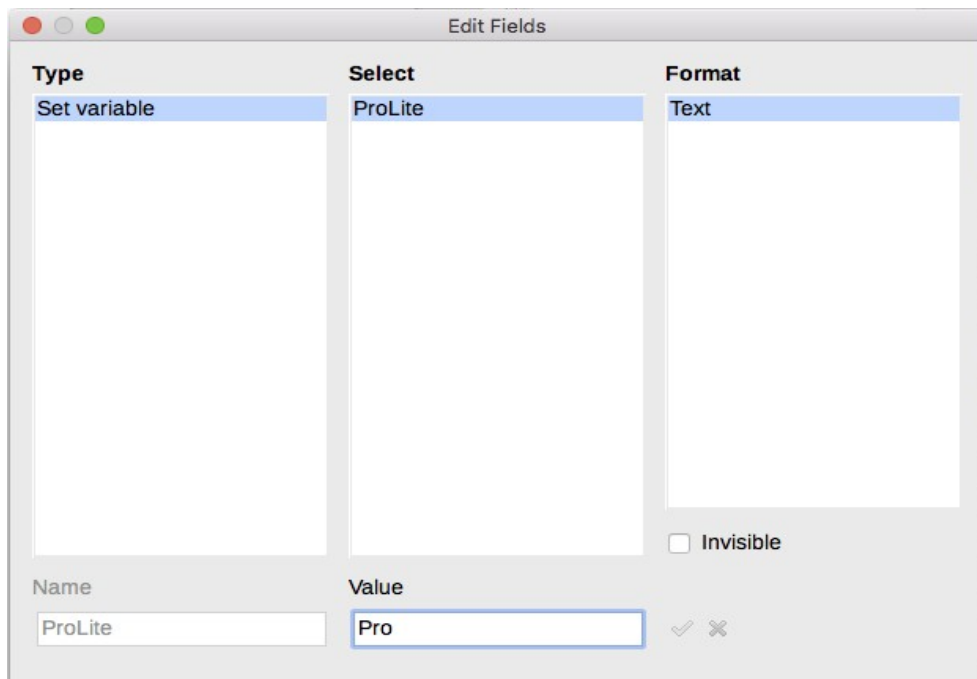 Edit Fields
Type Select Format
Set variable ProLite Text
Invisible
Name Value
ProLite Pro